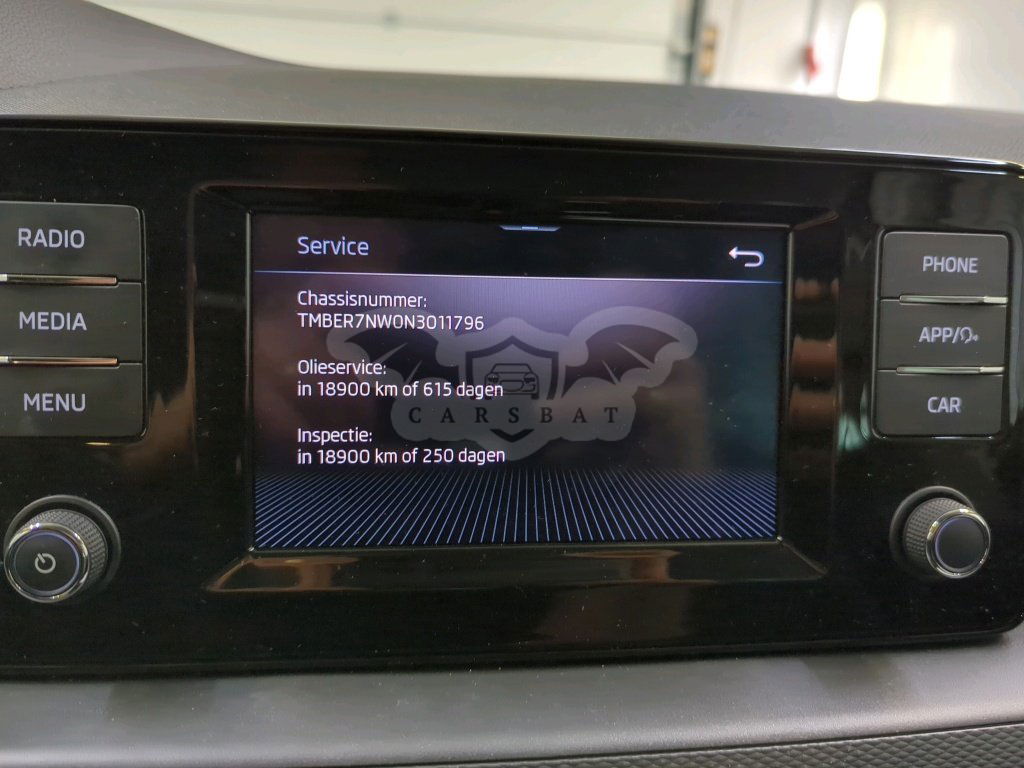 RADIO
MEDIA
MENU
Service
Chassisnummer:
TMBER7NW0N3011796
Olieservice:
in 18900 km of 615 dagen
Inspectie:
in 18900 km of 250 dagen
CARSBAT
PHONE
APP/
CAR